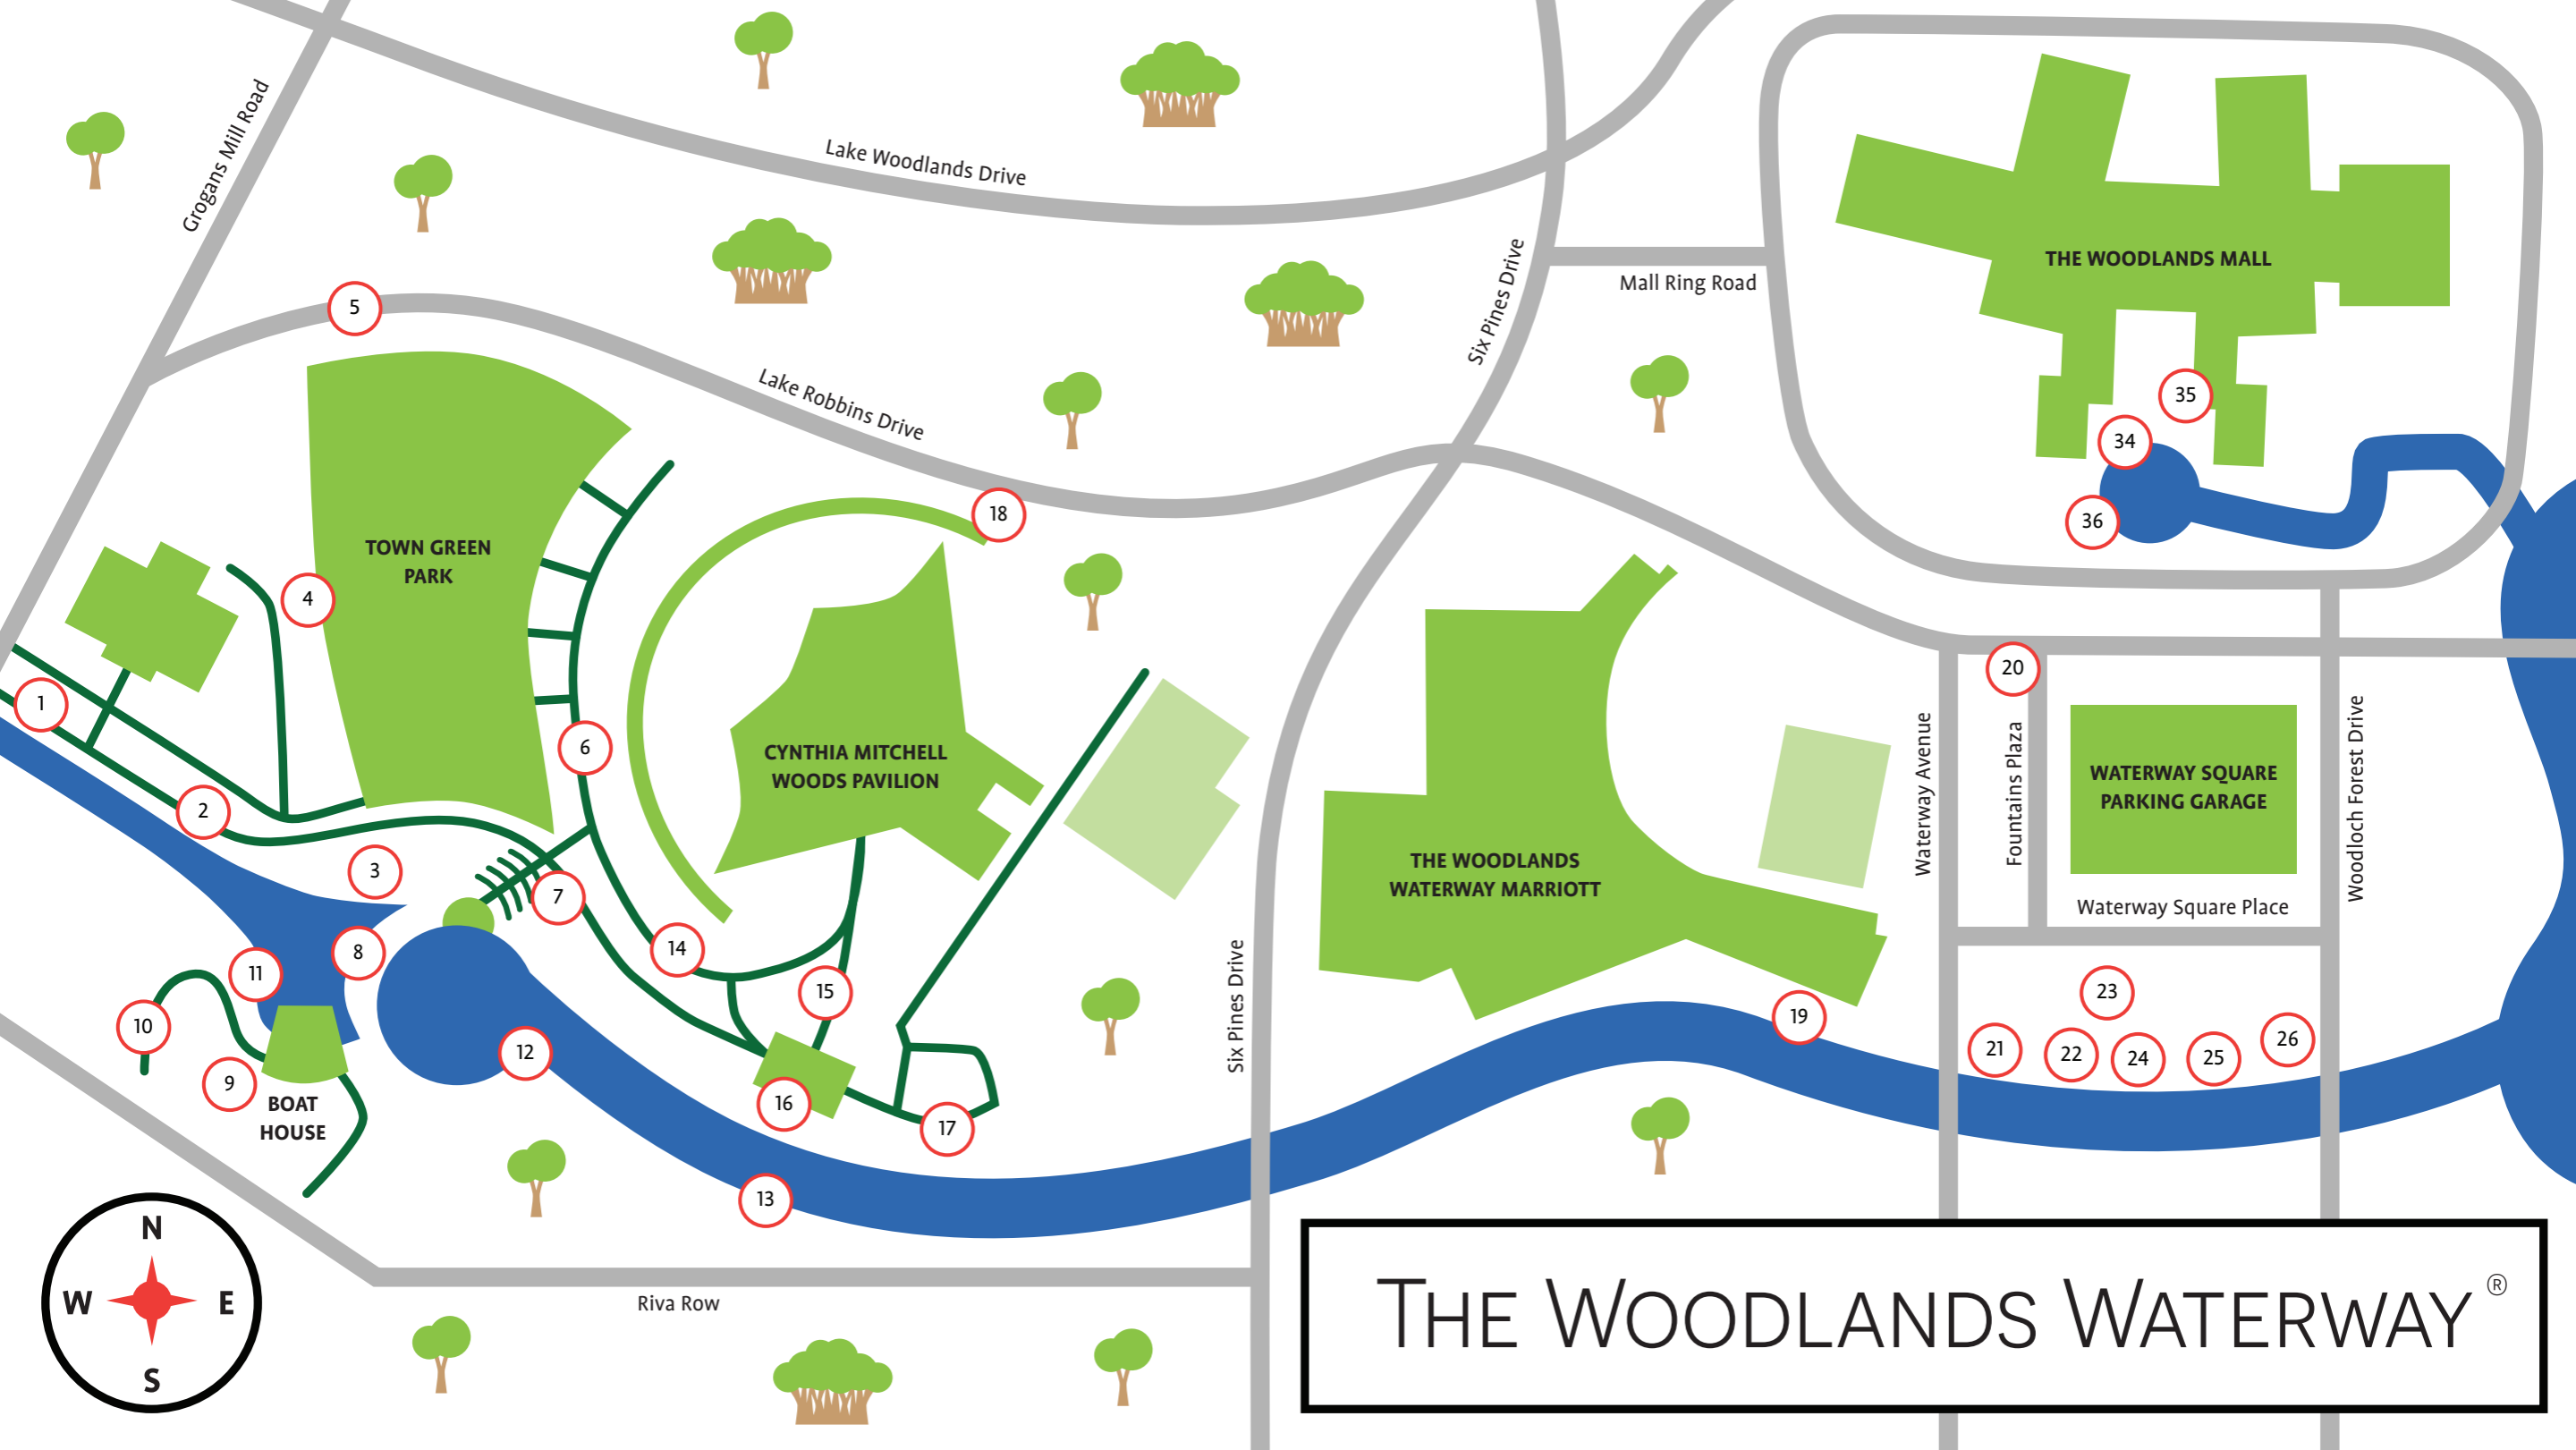 Grogans Mill Road
Lake Woodlands Drive
Six Pines Drive
Mall Ring Road
THE WOODLANDS MALL
5
Lake Robbins Drive
35
34
36
18
TOWN GREEN
PARK
4
1
2
3
6
7
CYNTHIA MITCHELL
WOODS PAVILION
20
Waterway Avenue
Fountains Plaza
WATERWAY SQUARE
PARKING GARAGE
Woodloch Forest Drive
Waterway Square Place
THE WOODLANDS
WATERWAY MARRIOTT
8
11
10
9
BOAT
HOUSE
12
14
15
16
17
13
Six Pines Drive
19
21
22
23
24
25
26
N
W
E
S
Riva Row
THE WOODLANDS WATERWAY ®